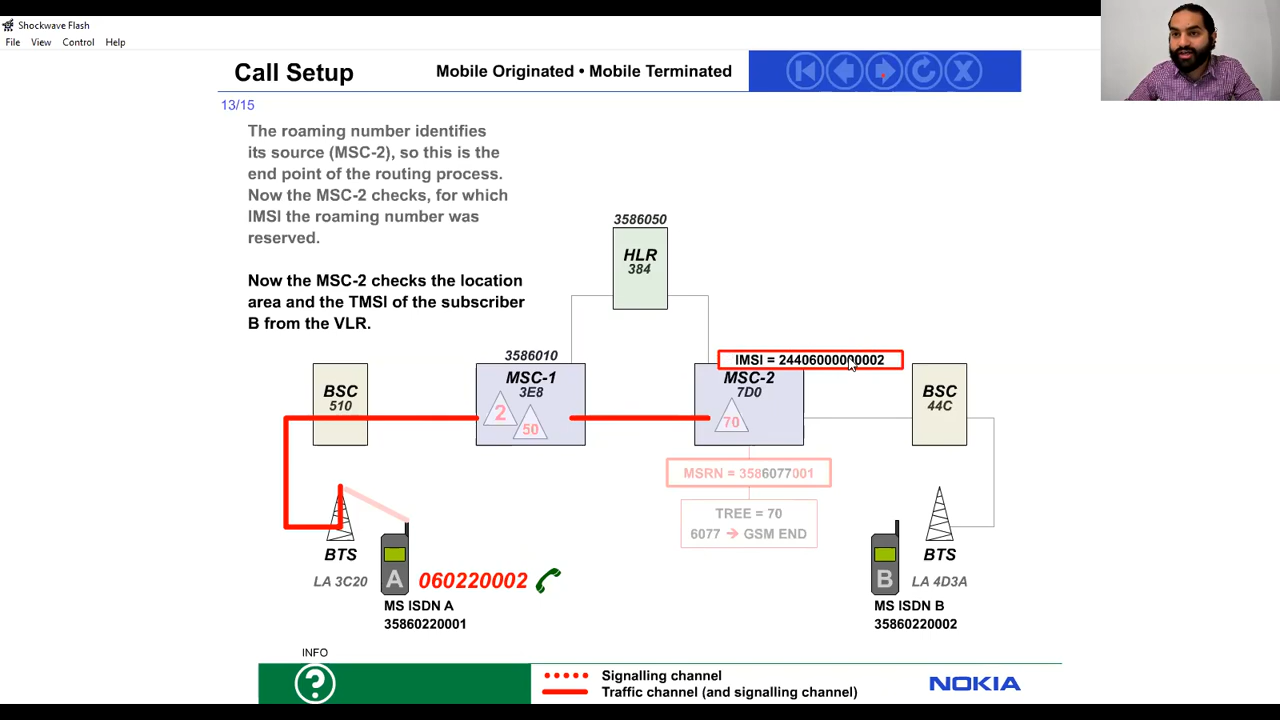 Shockwave Flash
File View Control Help
Call Setup
Mobile Originated • Mobile Terminated
13/15
The roaming number identifies
its source (MSC-2), so this is the
end point of the routing process.
Now the MSC-2 checks, for which
IMSI the roaming number was
reserved.
Now the MSC-2 checks the location
area and the TMSI of the subscriber
B from the VLR.
3586050
HLR
384
3586010
IMSI = 24406000000002
BSC
510
MSC-1
3E8
2
50
MSC-2
7D0
70
BSC
44C
MSRN = 3586077001
TREE = 70
6077 → GSM END
BTS
LA 3C20
A
060220002
MS ISDN A
35860220001
B
BTS
LA 4D3A
MS ISDN B
35860220002
INFO
?
Signalling channel
Traffic channel (and signalling channel)
NOKIA